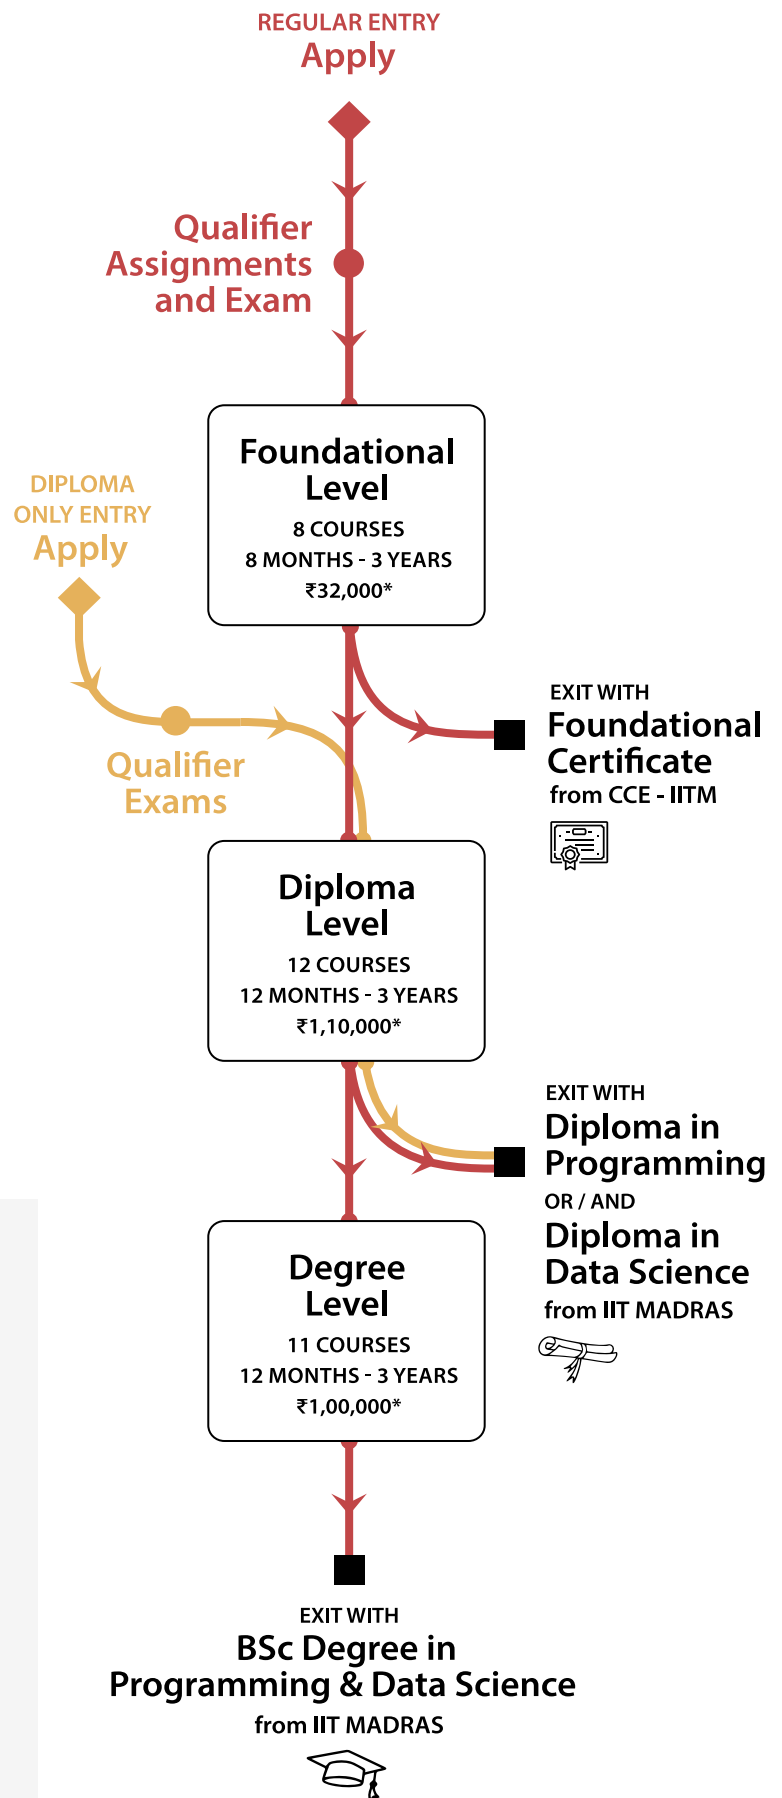 REGULAR ENTRY
Apply
Qualifier
Assignments
and Exam
Foundational
Level
8 COURSES
8 MONTHS - 3 YEARS
₹32,000*
DIPLOMA
ONLY ENTRY
Apply
Qualifier
Exams
EXIT WITH
Foundational
Certificate
from CCE - IITM
Diploma
Level
12 COURSES
12 MONTHS - 3 YEARS
₹1,10,000*
EXIT WITH
Diploma in
Programming
OR / AND
Diploma in
Data Science
from IIT MADRAS
Degree
Level
11 COURSES
12 MONTHS - 3 YEARS
₹1,00,000*
EXIT WITH
BSc Degree in
Programming & Data Science
from IIT MADRAS